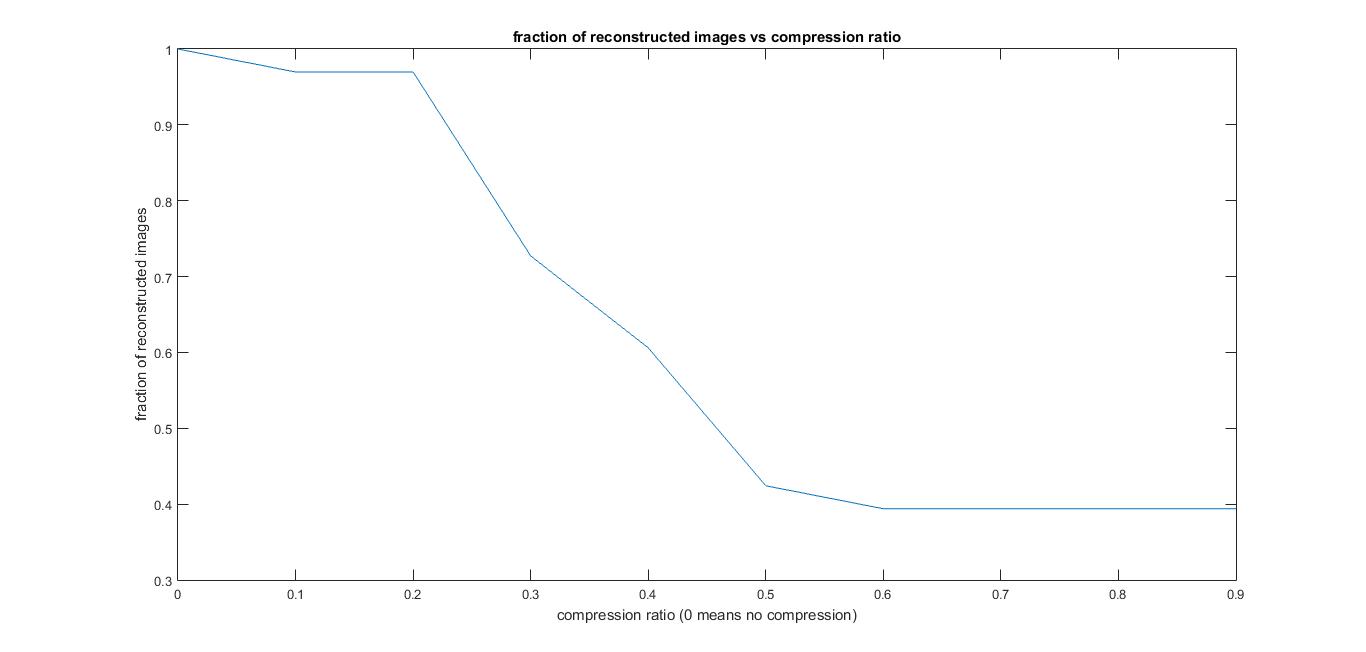 fraction of reconstructed images vs compression ratio
1
0.9
0.8
0.7
0.6
0.5
0.4
0.3
fraction of reconstructed images
0 0.1 0.2 0.3 0.4 0.5 0.6 0.7 0.8 0.9
compression ratio (0 means no compression)